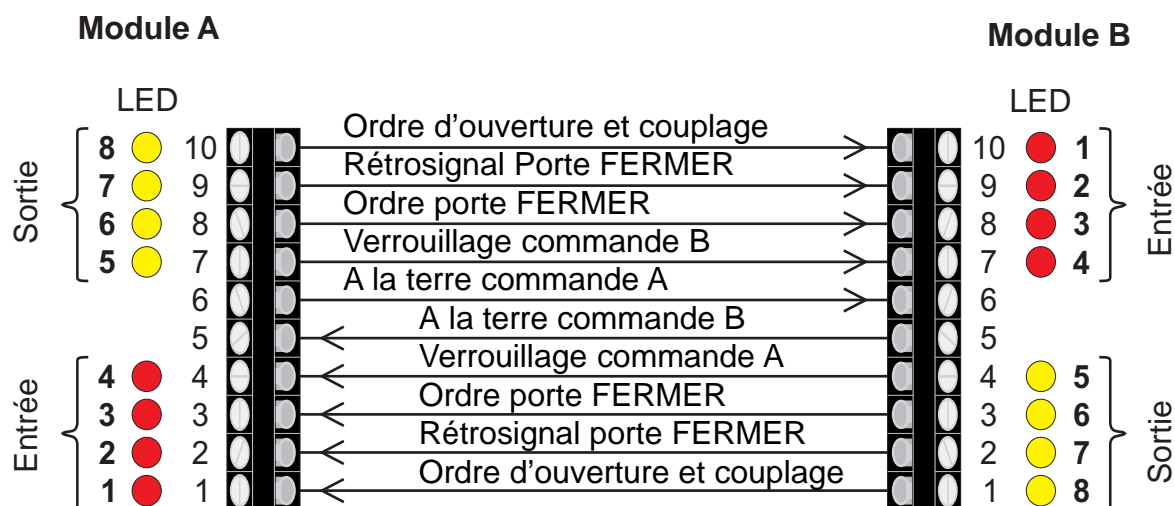 Module A
Module B
LED
LED
Sortie
Entrée
8 10 Ordre d'ouverture et couplage 10 1
7 9 Rétrosignal Porte FERMER 9 2
6 8 Ordre porte FERMER 8 3
5 7 Verrouillage commande B 7 4
6 A la terre commande A 6
5 A la terre commande B 5
Entrée
Sortie
4 4 Verrouillage commande A 4 5
3 3 Ordre porte FERMER 3 6
2 2 Rétrosignal porte FERMER 2 7
1 1 Ordre d'ouverture et couplage 1 8